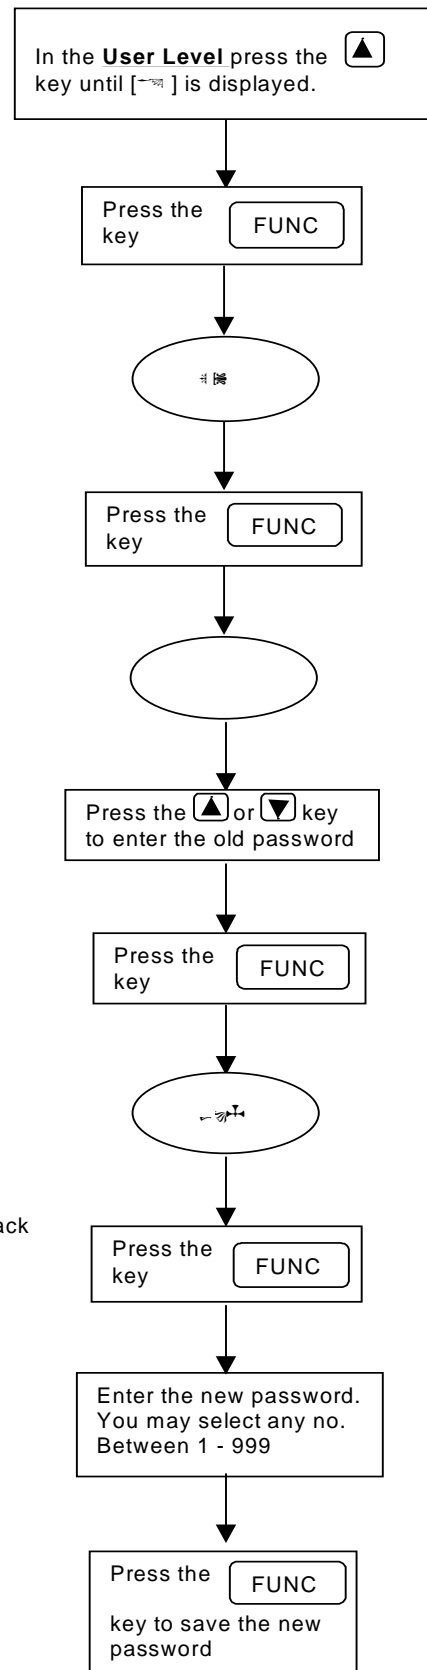 In the User Level press the
key until [ ] is displayed.
Press the
key
FUNC
Press the
key
FUNC
Press the or key
to enter the old password
Press the
key
FUNC
ack
Press the
key
FUNC
Enter the new password.
You may select any no.
Between 1 - 999
Press the
FUNC
key to save the new
password